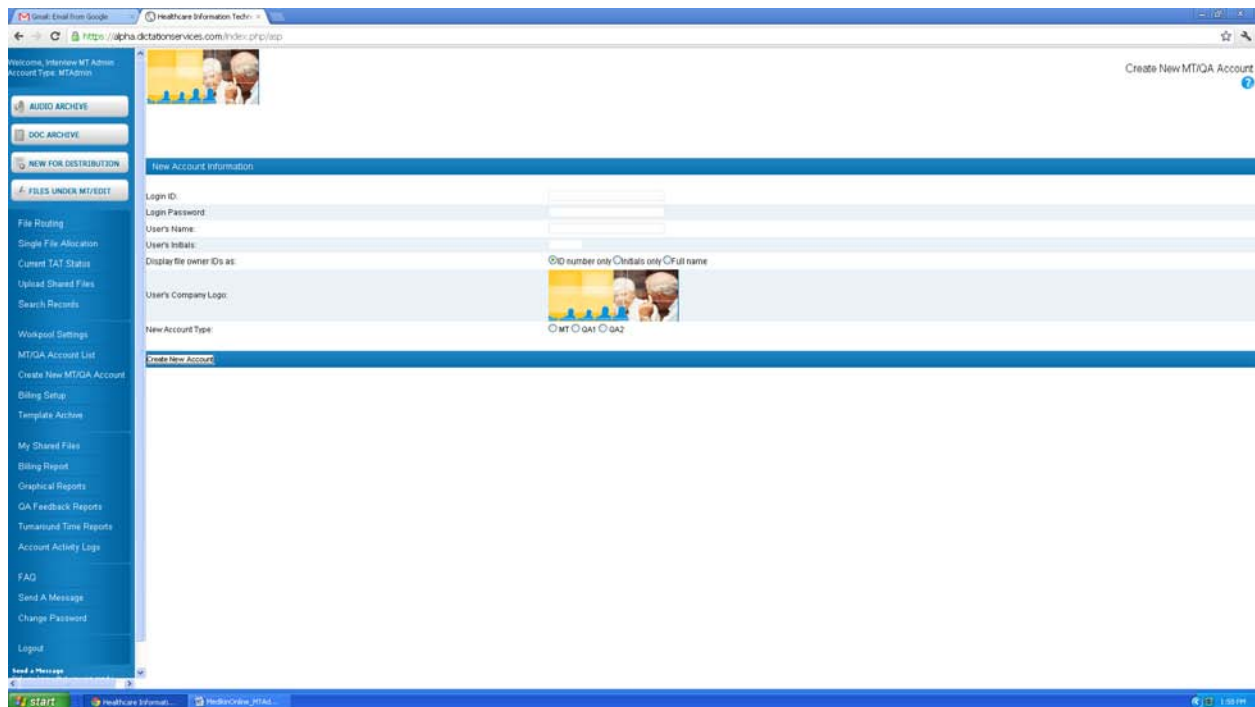 Gmail: Email from Google
Healthcare Information Techn
https://alpha.dictationservices.com/index.php/asp
Welcome, Interview MT Admin
Account Type: MTAdmin
AUDIO ARCHIVE
DOC ARCHIVE
NEW FOR DISTRIBUTION
FILES UNDER MT/EDIT
File Routing
Single File Allocation
Current TAT Status
Upload Shared Files
Search Records
Workpool Settings
MT/QA Account List
Create New MT/QA Account
Billing Setup
Template Archive
My Shared Files
Billing Report
Graphical Reports
QA Feedback Reports
Turnaround Time Reports
Account Activity Logs
FAQ
Send A Message
Change Password
Logout
Send a Message
Create New MT/QA Account
New Account Information
Login ID:
Login Password:
User's Name:
User's Initials:
Display file owner IDs as: ID number only Initials only Full name
User's Company Logo:
New Account Type: MT QA1 QA2
Create New Account
start Healthcare Informati... MedkinOnline_MTAd... 1:55 PM